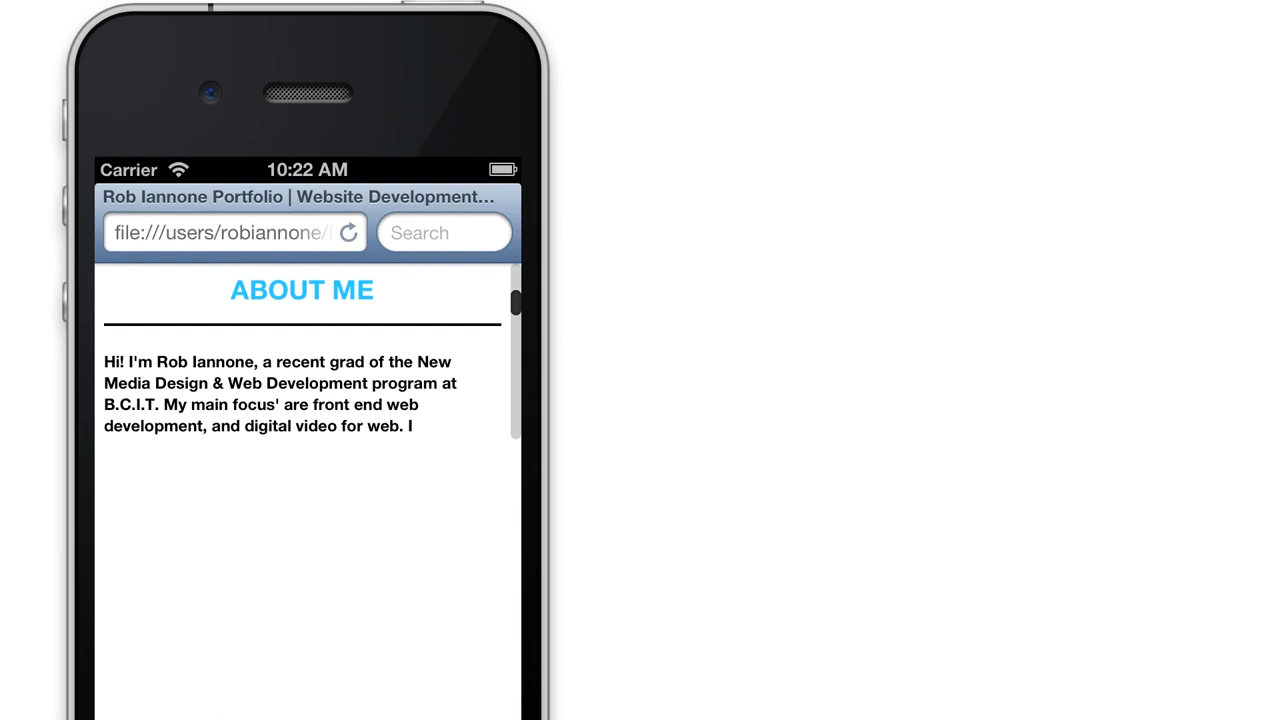 Carrier 10:22 AM
Rob Iannone Portfolio | Website Development...
file:///users/robiannone/ Search
ABOUT ME
Hi! I'm Rob Iannone, a recent grad of the New
Media Design & Web Development program at
B.C.I.T. My main focus' are front end web
development, and digital video for web. I